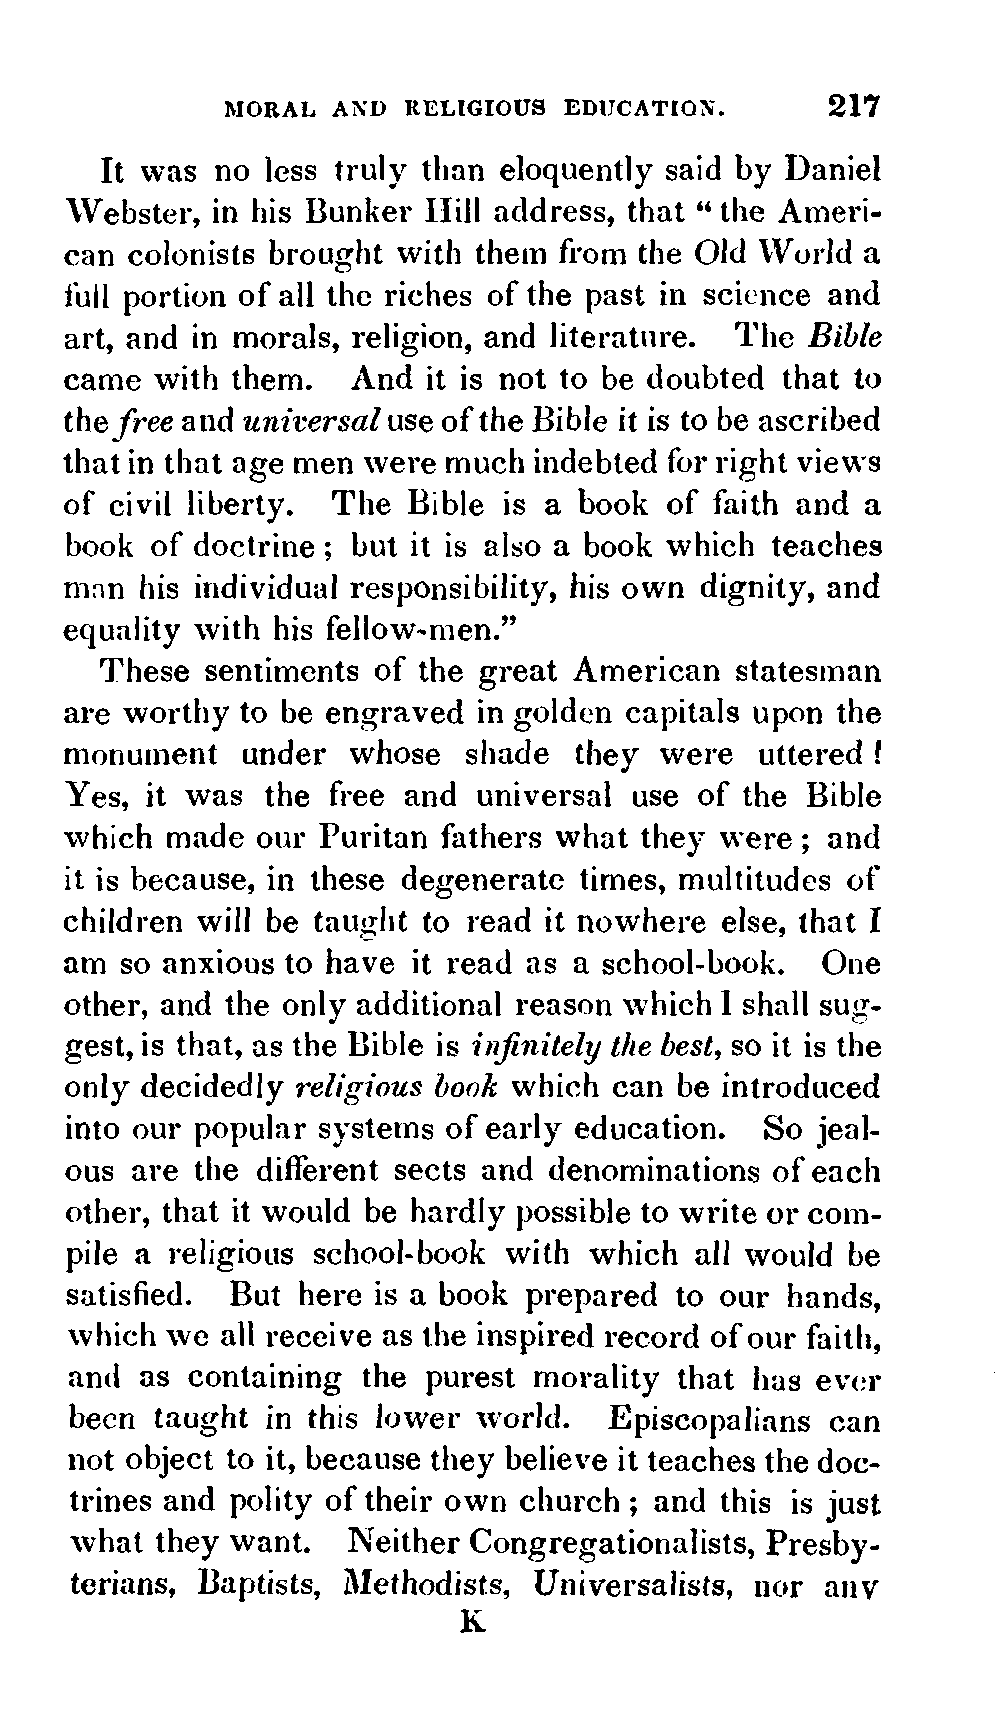 MORAL AND RELIGIOUS EDUCATION. 217
It was no less truly than eloquently said by Daniel
Webster, in his Bunker Hill address, that “ the Ameri-
can colonists brought with them from the Old World a
full portion of all the riches of the past in science and
art, and in morals, religion, and literature. The Bible
came with them. And it is not to be doubted that to
the free and universal use of the Bible it is to be ascribed
that in that age men were much indebted for right views
of civil liberty. The Bible is a book of faith and a
book of doctrine ; but it is also a book which teaches
man his individual responsibility, his own dignity, and
equality with his fellow-men.”
These sentiments of the great American statesman
are worthy to be engraved in golden capitals upon the
monument under whose shade they were uttered !
Yes, it was the free and universal use of the Bible
which made our Puritan fathers what they were ; and
it is because, in these degenerate times, multitudes of
children will be taught to read it nowhere else, that I
am so anxious to have it read as a school-book. One
other, and the only additional reason which I shall sug-
gest, is that, as the Bible is infinitely the best, so it is the
only decidedly religious book which can be introduced
into our popular systems of early education. So jeal-
ous are the different sects and denominations of each
other, that it would be hardly possible to write or com-
pile a religious school-book with which all would be
satisfied. But here is a book prepared to our hands,
which we all receive as the inspired record of our faith,
and as containing the purest morality that has ever
been taught in this lower world. Episcopalians can
not object to it, because they believe it teaches the doc-
trines and polity of their own church ; and this is just
what they want. Neither Congregationalists, Presby-
terians, Baptists, Methodists, Universalists, nor any
K